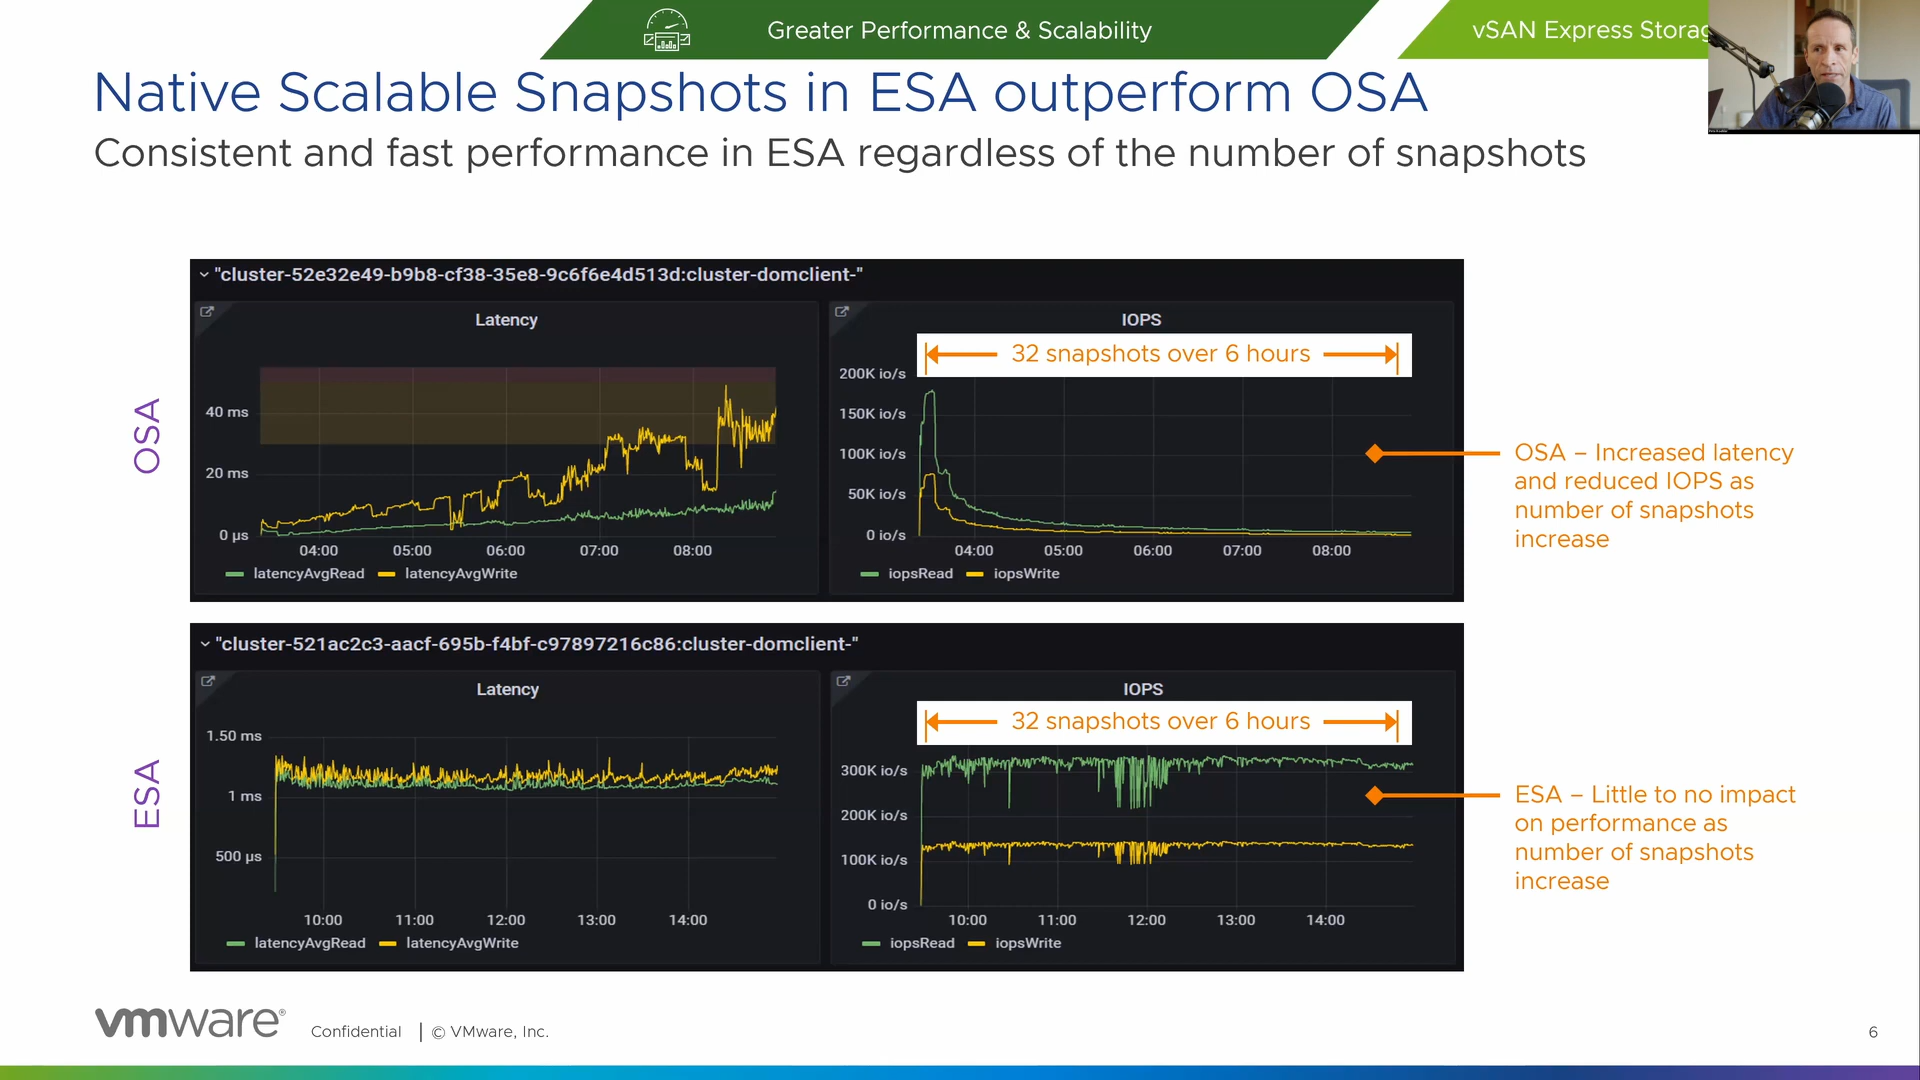 Greater Performance & Scalability
vSAN Express Storag
Native Scalable Snapshots in ESA outperform OSA
Consistent and fast performance in ESA regardless of the number of snapshots
OSA
"cluster-52e32e49-b9b8-cf38-35e8-9c6f6e4d513d:cluster-domclient-"
Latency
40 ms
20 ms
0 µs
04:00 05:00 06:00 07:00 08:00
latencyAvgRead latencyAvgWrite
IOPS
32 snapshots over 6 hours
200K io/s
150K io/s
100K io/s
50K io/s
0 io/s
04:00 05:00 06:00 07:00 08:00
iopsRead iopsWrite
OSA – Increased latency
and reduced IOPS as
number of snapshots
increase
ESA
"cluster-521ac2c3-aacf-695b-f4bf-c97897216c86:cluster-domclient-"
Latency
1.50 ms
1 ms
500 µs
10:00 11:00 12:00 13:00 14:00
latencyAvgRead latencyAvgWrite
IOPS
32 snapshots over 6 hours
300K io/s
200K io/s
100K io/s
0 io/s
10:00 11:00 12:00 13:00 14:00
iopsRead iopsWrite
ESA – Little to no impact
on performance as
number of snapshots
increase
vmware®
Confidential | © VMware, Inc.
6